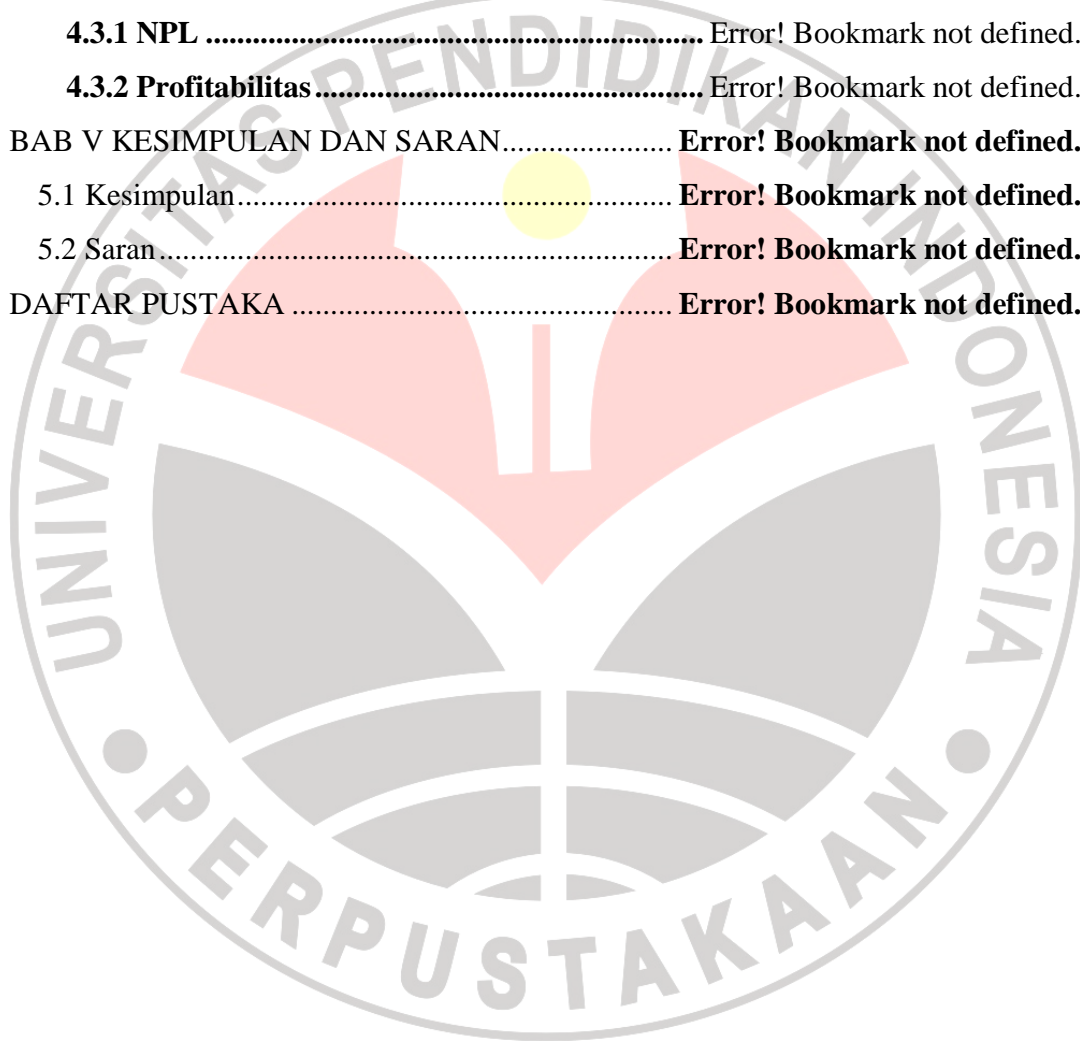 4.3.1 NPL ................................................................ Error! Bookmark not defined.
4.3.2 Profitabilitas .................................................. Error! Bookmark not defined.
BAB V KESIMPULAN DAN SARAN...................... Error! Bookmark not defined.
5.1 Kesimpulan......................................................... Error! Bookmark not defined.
5.2 Saran................................................................... Error! Bookmark not defined.
DAFTAR PUSTAKA ................................................. Error! Bookmark not defined.
UNIVERSITAS PENDIDIKAN INDONESIA
PERPUSTAKAAN